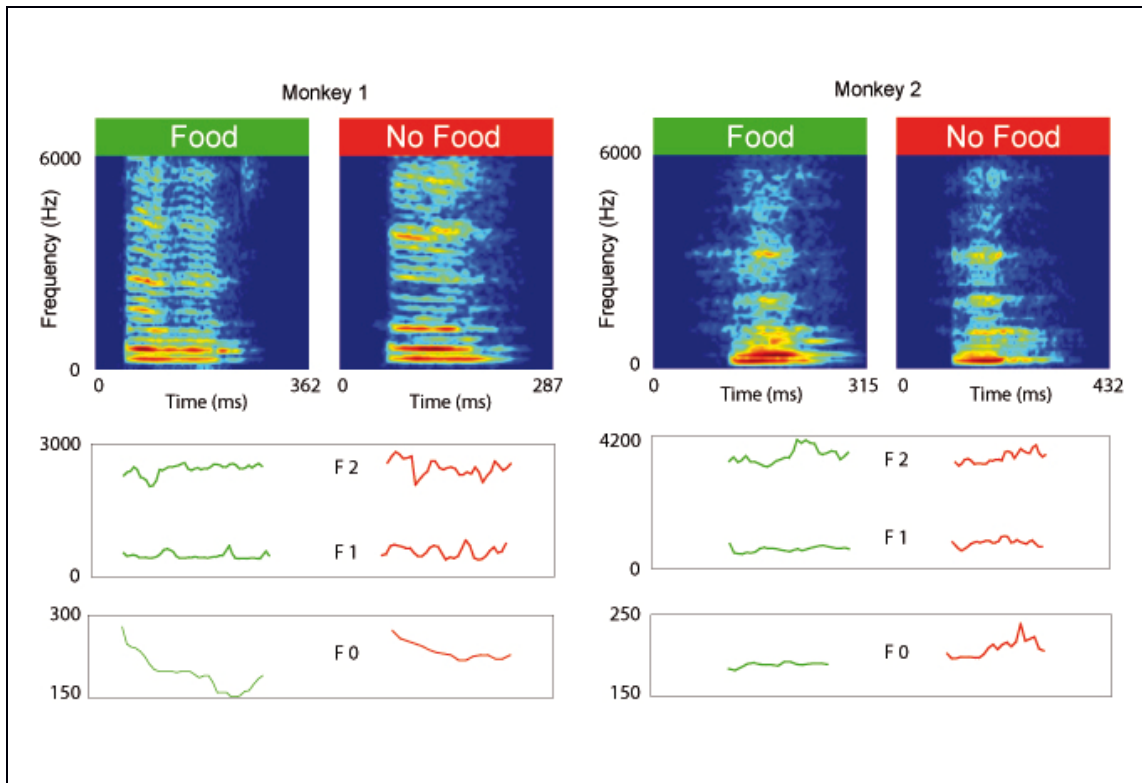 Monkey 1
Monkey 2
Food
No Food
Food
No Food
6000
Frequency (Hz)
0
0
362
Time (ms)
287
Time (ms)
6000
Frequency (Hz)
0
0
315
Time (ms)
0
432
Time (ms)
3000
F 2
F 1
0
4200
F 2
F 1
0
300
F 0
150
250
F 0
150